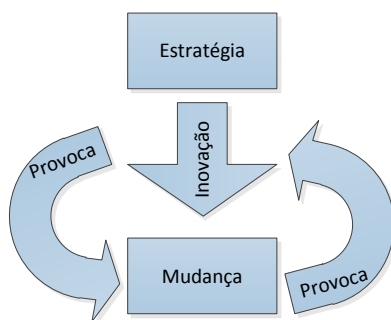 Estratégia
Provoca
Inovação
Mudança
Provoca